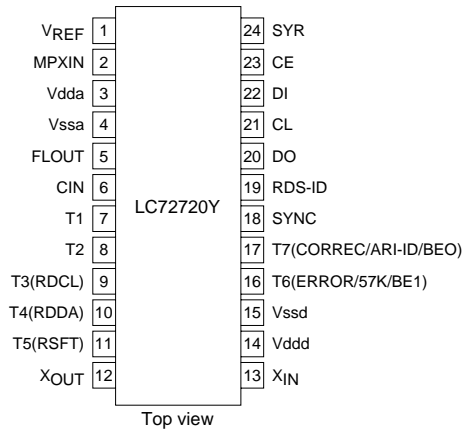 VREF 1 24 SYR
MPXIN 2 23 CE
Vdda 3 22 DI
Vssa 4 21 CL
FLOUT 5 20 DO
CIN 6 19 RDS-ID
LC72720Y
T1 7 18 SYNC
T2 8 17 T7(CORREC/ARI-ID/BEO)
T3(RDCL) 9 16 T6(ERROR/57K/BE1)
T4(RDDA) 10 15 Vssd
T5(RSFT) 11 14 Vddd
XOUT 12 13 XIN
Top view